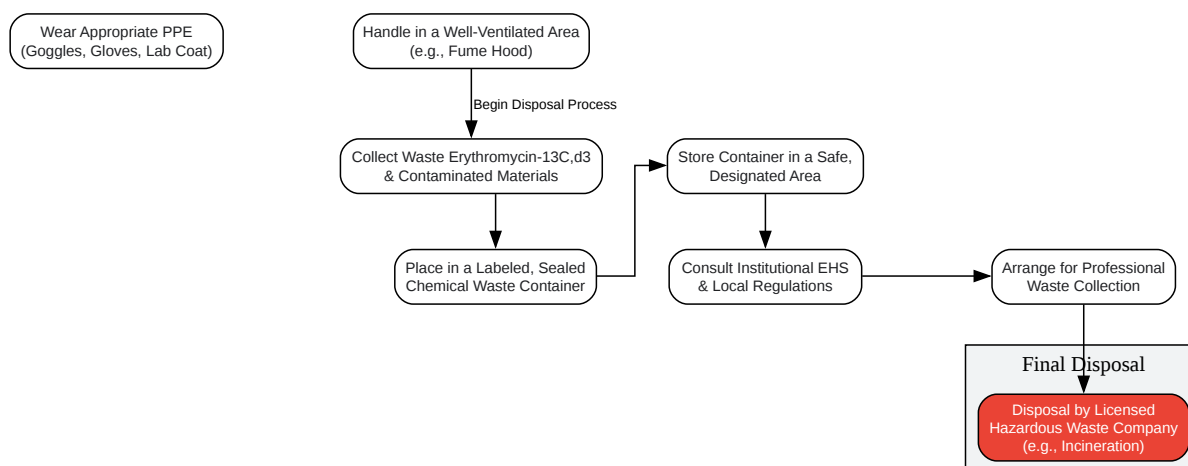 Wear Appropriate PPE
(Goggles, Gloves, Lab Coat)
Handle in a Well-Ventilated Area
(e.g., Fume Hood)
Begin Disposal Process
Collect Waste Erythromycin-13C,d3
& Contaminated Materials
Place in a Labeled, Sealed
Chemical Waste Container
Store Container in a Safe,
Designated Area
Consult Institutional EHS
& Local Regulations
Arrange for Professional
Waste Collection
Final Disposal
Disposal by Licensed
Hazardous Waste Company
(e.g., Incineration)